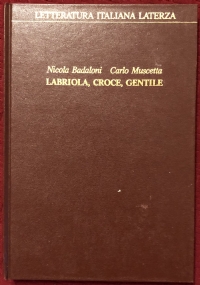 LETTERATURA ITALIANA LATERZA
Nicola Badaloni Carlo Muscetta
LABRIOLA, CROCE, GENTILE